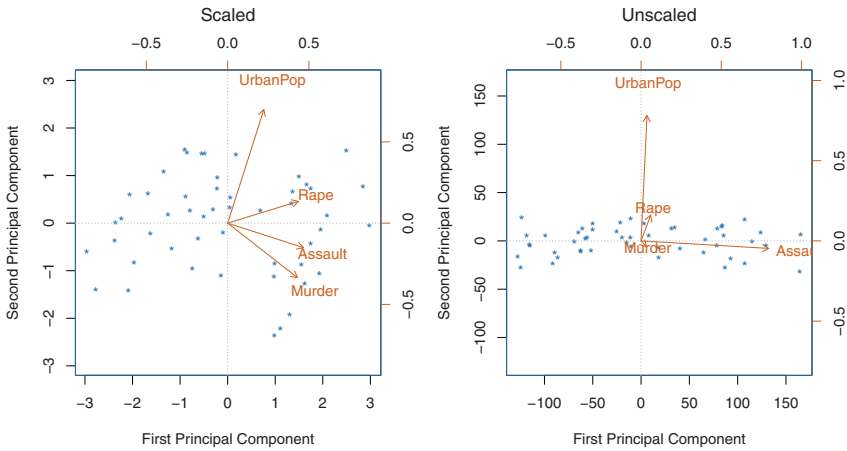 Scaled
−0.5 0.0 0.5
UrbanPop
Rape
Assault
Murder
3
2
1
0
−1
−2
−3
Second Principal Component
0.5
0.0
−0.5
−3 −2 −1 0 1 2 3
First Principal Component
Unscaled
−0.5 0.0 0.5 1.0
UrbanPop
Rape
Murder
Assau
150
100
50
0
−50
−100
Second Principal Component
1.0
0.5
0.0
−0.5
−100 −50 0 50 100 150
First Principal Component